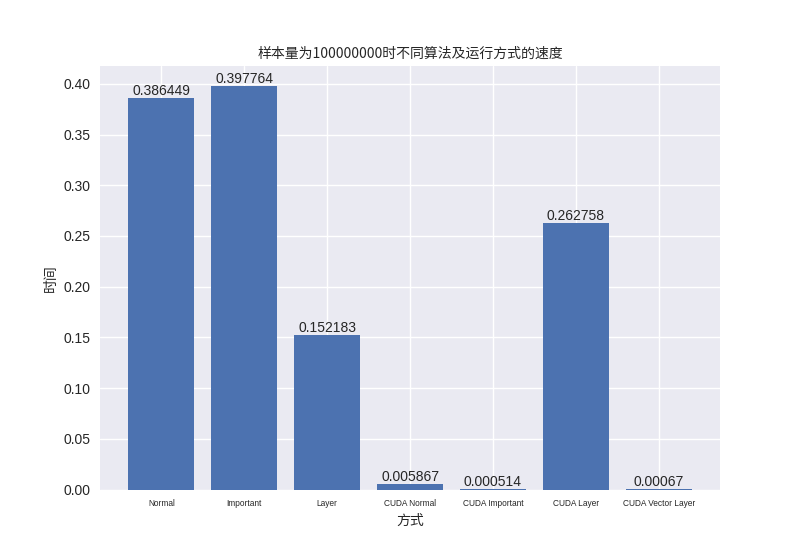 样本量为100000000时不同算法及运行方式的速度
0.40
0.35
0.30
0.25
0.20
0.15
0.10
0.05
0.00
时间
0.386449
0.397764
0.152183
0.005867
0.000514
0.262758
0.00067
Normal
Important
Layer
CUDA Normal
CUDA Important
CUDA Layer
CUDA Vector Layer
方式